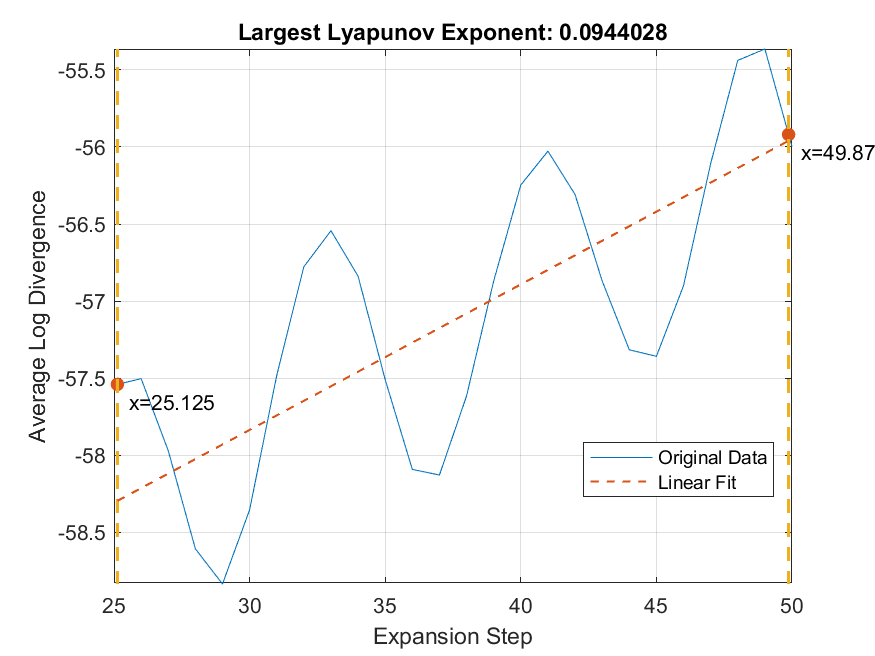 Largest Lyapunov Exponent: 0.0944028
Average Log Divergence
-55.5
-56
-56.5
-57
-57.5
-58
-58.5
x=49.87
x=25.125
Original Data
Linear Fit
25
30
35
40
45
50
Expansion Step